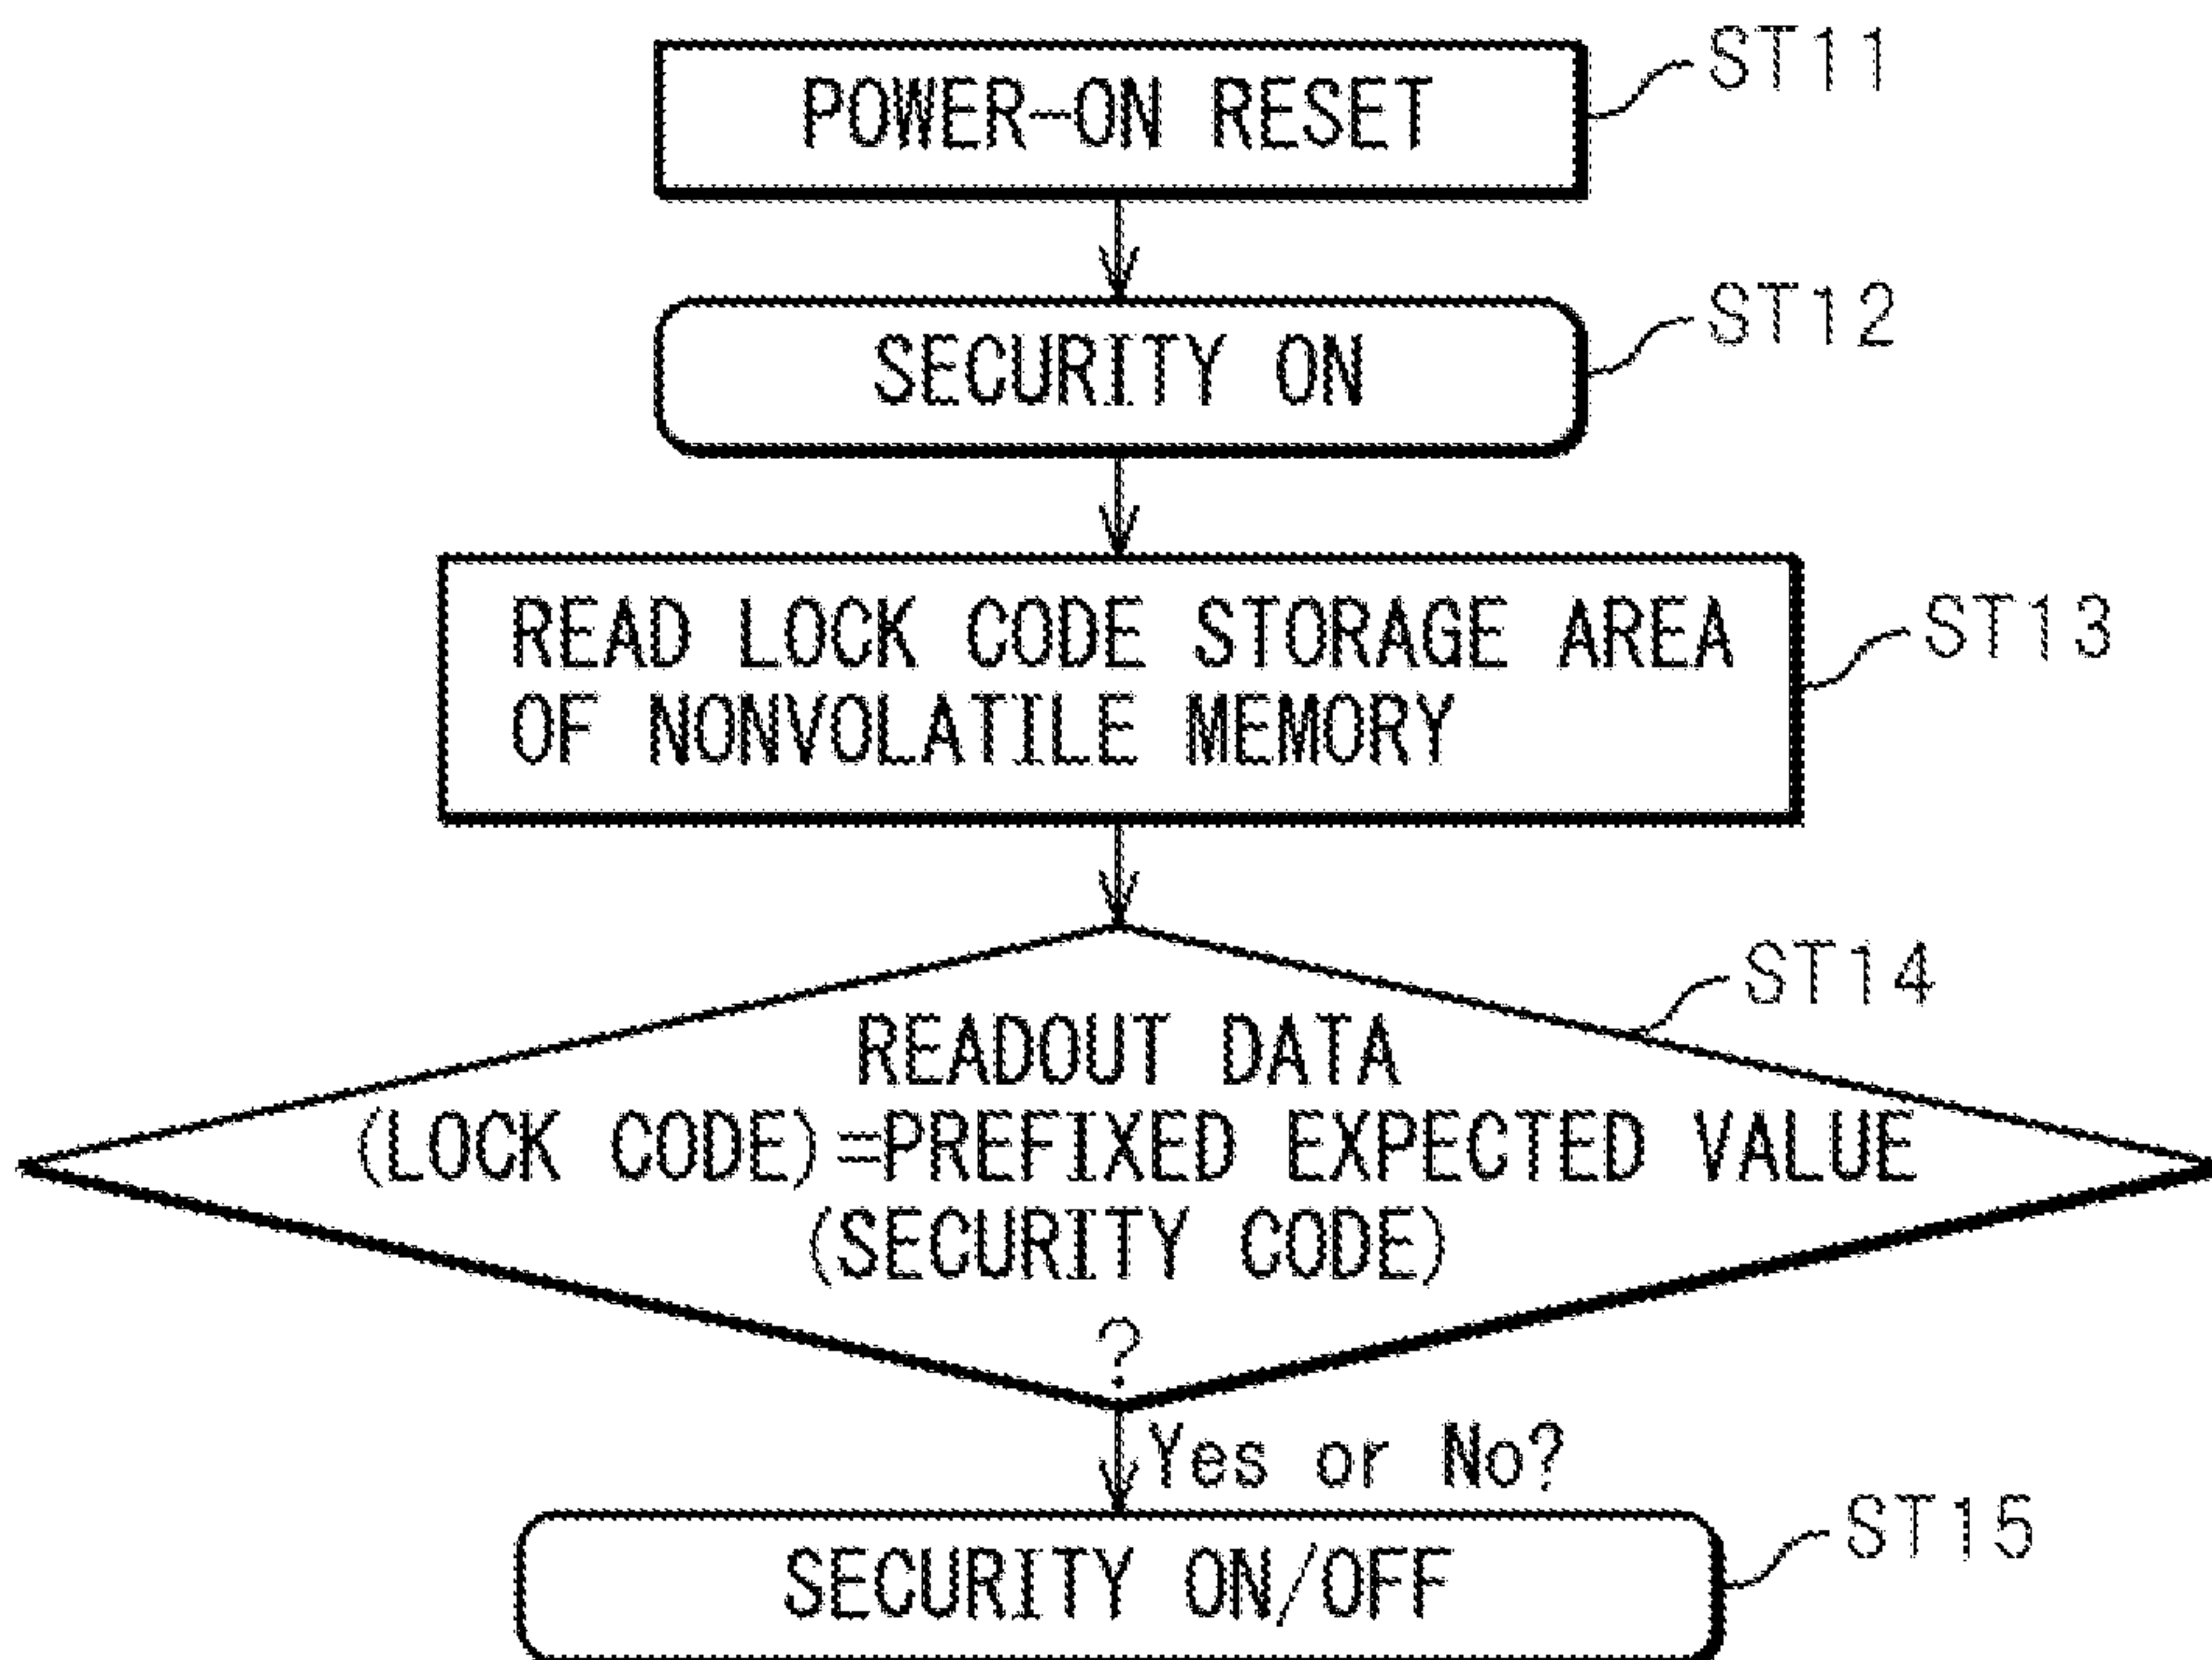 POWER-ON RESET
ST11
SECURITY ON
ST12
READ LOCK CODE STORAGE AREA
OF NONVOLATILE MEMORY
ST13
ST14
READOUT DATA
(LOCK CODE)=PREFIXED EXPECTED VALUE
(SECURITY CODE)
?
Yes or No?
SECURITY ON/OFF
ST15